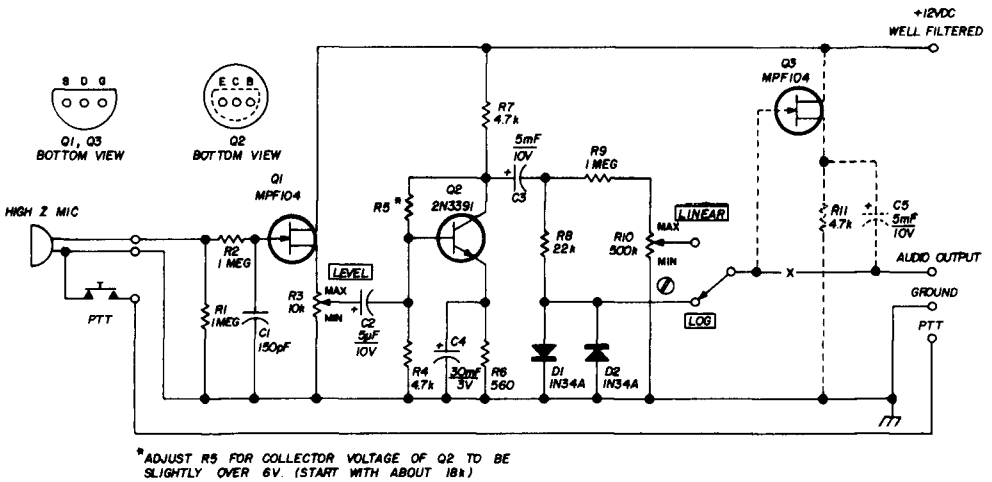 +12VDC
WELL FILTERED
S D G
Q1, Q3
BOTTOM VIEW
E C B
Q2
BOTTOM VIEW
Q3
MPF104
R7
4.7k
5mF
10V
+
C3
R9
1 MEG
Q1
MPF104
R5*
Q2
2N3391
HIGH Z MIC
R2
1 MEG
LEVEL
MAX
MIN
R3
10k
R8
22k
R10
500k
MAX
MIN
LINEAR
R11
4.7k
+
C5
5mF
10V
X
AUDIO OUTPUT
GROUND
PTT
LOG
PTT
R1
1MEG
C1
150pF
+
C2
5µF
10V
R4
4.7k
+
C4
30mF
3V
R6
560
D1
1N34A
D2
1N34A
*ADJUST R5 FOR COLLECTOR VOLTAGE OF Q2 TO BE
SLIGHTLY OVER 6V. (START WITH ABOUT 18k)